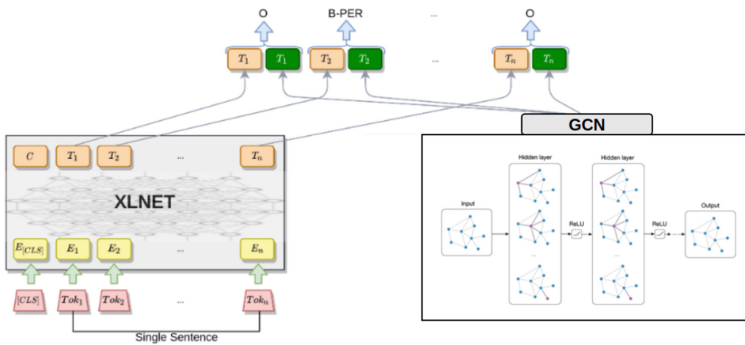 O B-PER ... O
T1 T1 T2 T2 Tn Tn
GCN
C T1 T2 ... Tn
XLNET
E[CLS] E1 E2 ... En
[CLS] Tok1 Tok2 ... Tokn
Single Sentence
Hidden layer Hidden layer
Input
ReLU
ReLU
...
Output
... ...